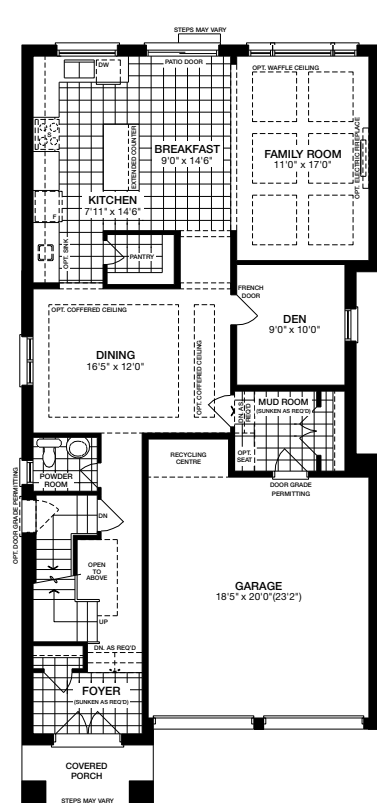 STEPS MAY VARY
DW
PATIO DOOR
OPT. WAFFLE CEILING
S
EXTENDED COUNTER
BREAKFAST
9'0" x 14'6"
FAMILY ROOM
11'0" x 17'0"
OPT. ELECTRIC FIREPLACE
KITCHEN
7'11" x 14'6"
F
OPT. SINK
PANTRY
FRENCH
DOOR
OPT. COFFERED CEILING
DEN
9'0" x 10'0"
DINING
16'5" x 12'0"
OPT. COFFERED CEILING
DN. AS
REQ'D
MUD ROOM
(SUNKEN AS REQ'D)
OPT.
SEAT
RECYCLING
CENTRE
POWDER
ROOM
DOOR GRADE
PERMITTING
OPT. DOOR GRADE PERMITTING
DN
OPEN
TO
ABOVE
GARAGE
18'5" x 20'0"(23'2")
UP
DN. AS REQ'D
FOYER
(SUNKEN AS REQ'D)
COVERED
PORCH
STEPS MAY VARY